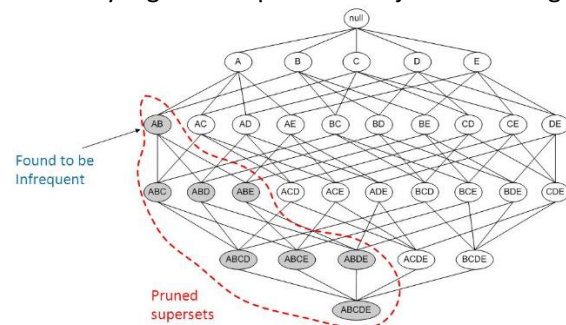 null
A B C D E
AB AC AD AE BC BD BE CD CE DE
Found to be
Infrequent
ABC ABD ABE ACD ACE ADE BCD BCE BDE CDE
ABCD ABCE ABDE ACDE BCDE
Pruned
supersets
ABCDE